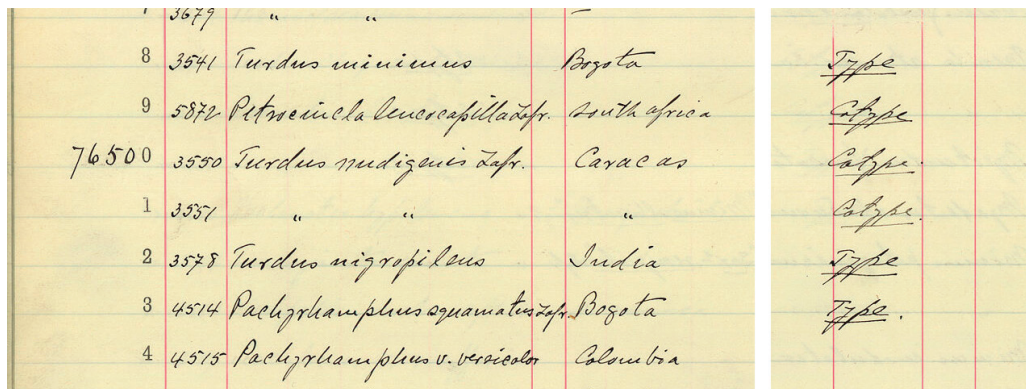 3679 " "
8 3541 Turdus minimus Bogota Type
9 5872 Petrocincla leucocapilla Lafr. South Africa Cotype
76500 3550 Turdus nudigenis Lafr. Caracas Cotype.
1 3551 " " " Cotype.
2 3578 Turdus nigropileus India Type
3 4514 Pachyrhamphus squamatus Lafr. Bogota Type.
4 4515 Pachyrhamphus v. versicolor Colombia